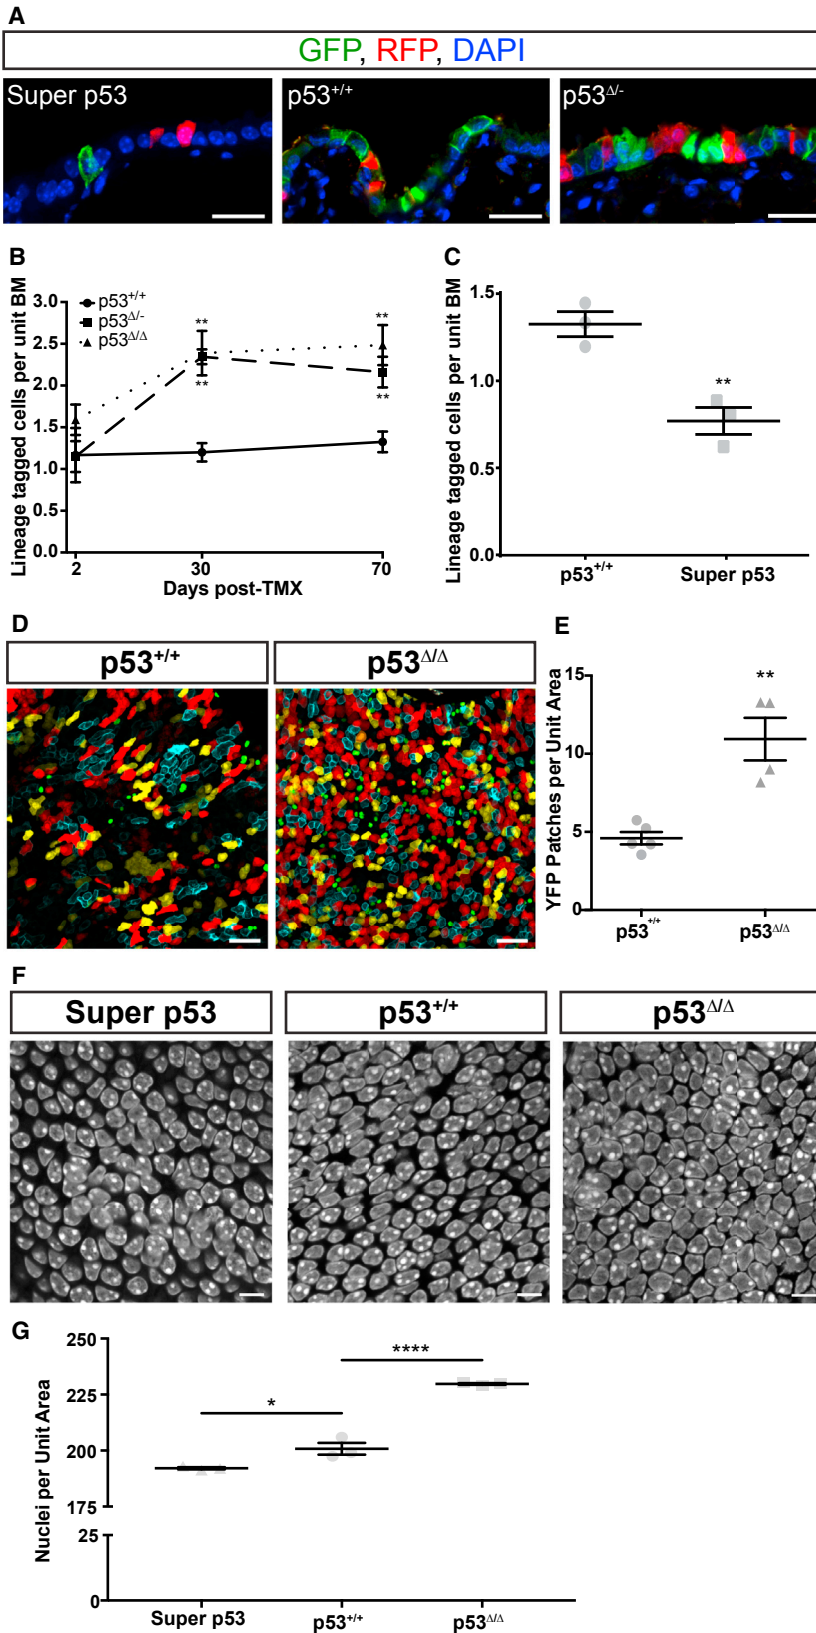 A
GFP, RFP, DAPI
Super p53
p53+/+
p53Δ/-
B
Lineage tagged cells per unit BM
3.0
2.5
2.0
1.5
1.0
0.5
0.0
p53+/+
p53Δ/-
p53Δ/Δ
**
**
**
**
2
30
70
Days post-TMX
C
Lineage tagged cells per unit BM
1.5
1.0
0.5
0.0
**
p53+/+
Super p53
D
p53+/+
p53Δ/Δ
E
YFP Patches per Unit Area
15
10
5
0
**
p53+/+
p53Δ/Δ
F
Super p53
p53+/+
p53Δ/Δ
G
Nuclei per Unit Area
250
225
200
175
25
0
*
****
Super p53
p53+/+
p53Δ/Δ